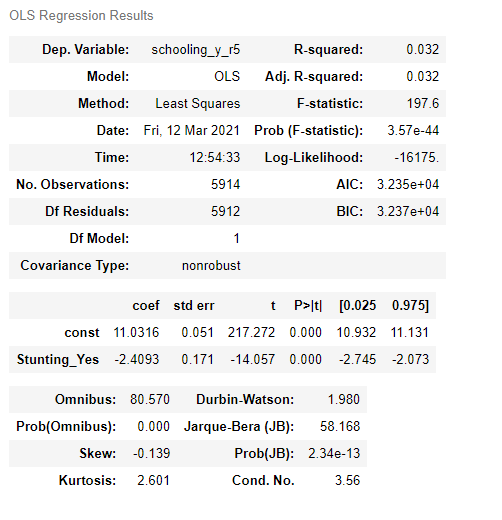 OLS Regression Results
Dep. Variable: schooling_y_r5 R-squared: 0.032
Model: OLS Adj. R-squared: 0.032
Method: Least Squares F-statistic: 197.6
Date: Fri, 12 Mar 2021 Prob (F-statistic): 3.57e-44
Time: 12:54:33 Log-Likelihood: -16175.
No. Observations: 5914 AIC: 3.235e+04
Df Residuals: 5912 BIC: 3.237e+04
Df Model: 1
Covariance Type: nonrobust
coef std err t P>|t| [0.025 0.975]
const 11.0316 0.051 217.272 0.000 10.932 11.131
Stunting_Yes -2.4093 0.171 -14.057 0.000 -2.745 -2.073
Omnibus: 80.570 Durbin-Watson: 1.980
Prob(Omnibus): 0.000 Jarque-Bera (JB): 58.168
Skew: -0.139 Prob(JB): 2.34e-13
Kurtosis: 2.601 Cond. No. 3.56